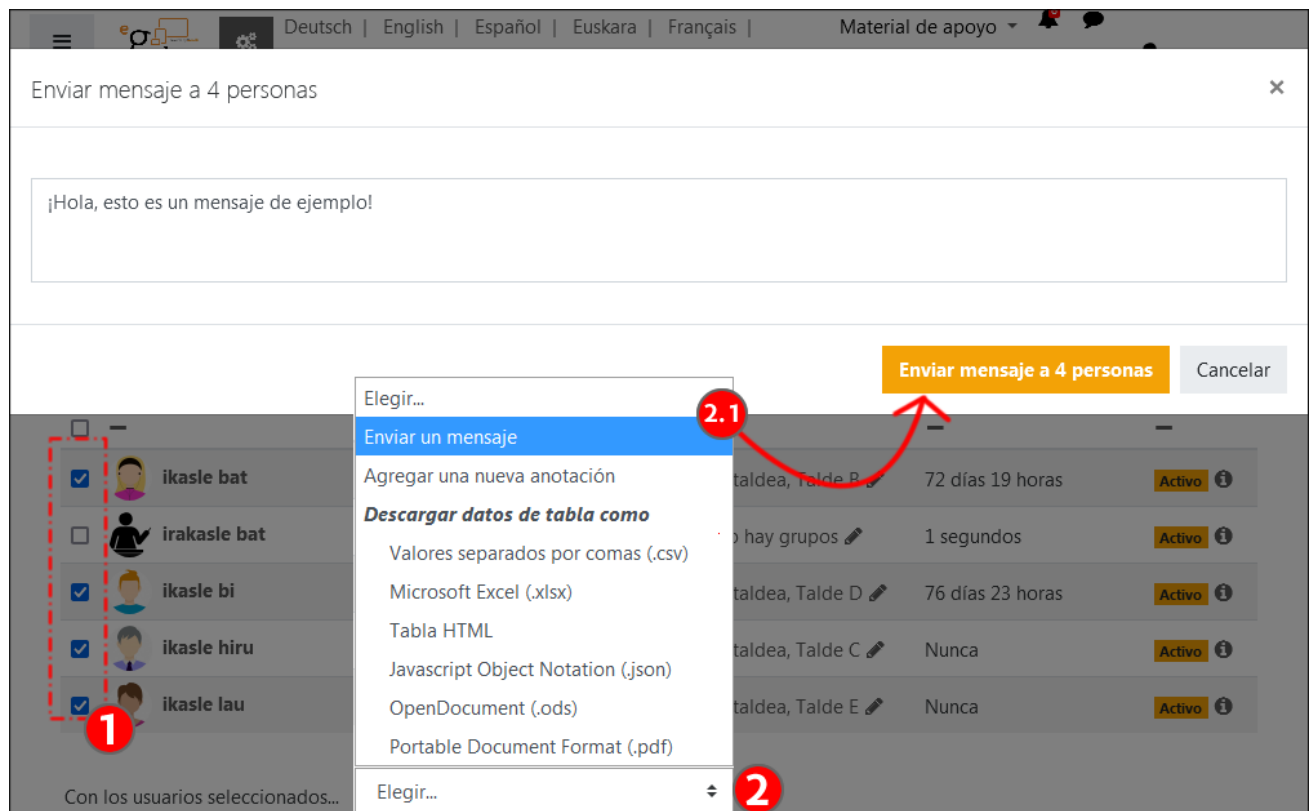 eG
Deutsch | English | Español | Euskara | Français |
Material de apoyo
Enviar mensaje a 4 personas
×
¡Hola, esto es un mensaje de ejemplo!
Enviar mensaje a 4 personas
Cancelar
Elegir...
2.1
Enviar un mensaje
Agregar una nueva anotación
Descargar datos de tabla como
Valores separados por comas (.csv)
Microsoft Excel (.xlsx)
Tabla HTML
Javascript Object Notation (.json)
OpenDocument (.ods)
Portable Document Format (.pdf)
ikasle bat
taldea, Talde B
72 días 19 horas
Activo
irakasle bat
hay grupos
1 segundos
Activo
ikasle bi
taldea, Talde D
76 días 23 horas
Activo
ikasle hiru
taldea, Talde C
Nunca
Activo
ikasle lau
taldea, Talde E
Nunca
Activo
1
Con los usuarios seleccionados...
Elegir...
2